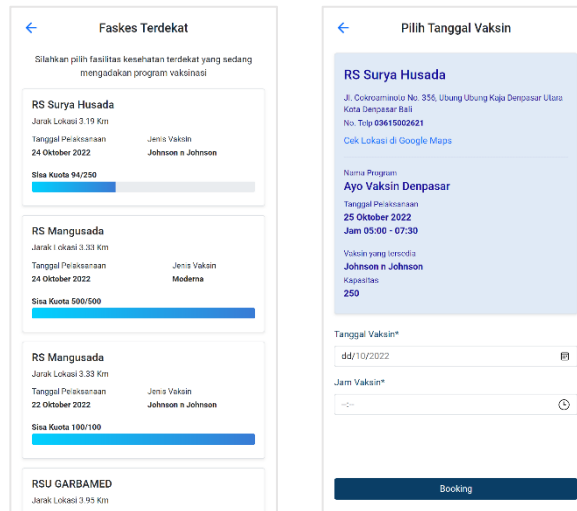 Faskes Terdekat
Silahkan pilih fasilitas kesehatan terdekat yang sedang
mengadakan program vaksinasi
RS Surya Husada
Jarak Lokasi 3.19 Km
Tanggal Pelaksanaan Jenis Vaksin
24 Oktober 2022 Johnson n Johnson
Sisa Kuota 94/250
RS Mangusada
Jarak Lokasi 3.33 Km
Tanggal Pelaksanaan Jenis Vaksin
24 Oktober 2022 Moderna
Sisa Kuota 500/500
RS Mangusada
Jarak Lokasi 3.33 Km
Tanggal Pelaksanaan Jenis Vaksin
22 Oktober 2022 Johnson n Johnson
Sisa Kuota 100/100
RSU GARBAMED
Jarak Lokasi 3.95 Km
Pilih Tanggal Vaksin
RS Surya Husada
Jl. Cokroaminoto No. 356, Ubung Ubung Kaja Denpasar Utara
Kota Denpasar Bali
No. Telp 03615002621
Cek Lokasi di Google Maps
Nama Program
Ayo Vaksin Denpasar
Tanggal Pelaksanaan
25 Oktober 2022
Jam 05:00 - 07:30
Vaksin yang tersedia
Johnson n Johnson
Kapasitas
250
Tanggal Vaksin*
dd/10/2022
Jam Vaksin*
--:--
Booking